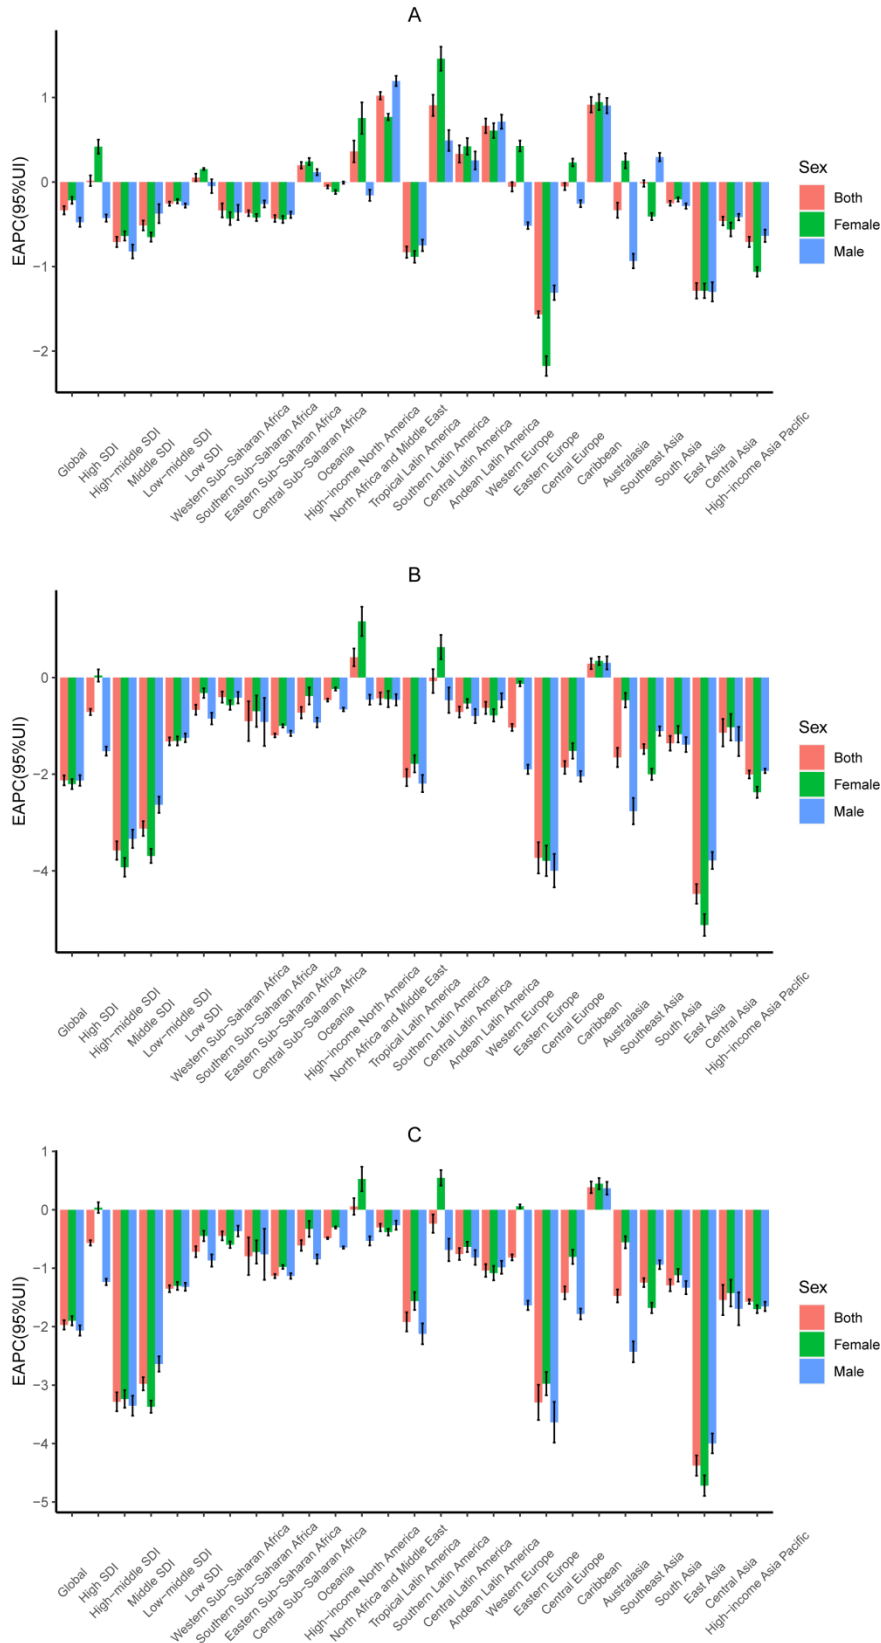 A
EAPC(95%UI)
1
0
−1
−2
Global
High SDI
High−middle SDI
Middle SDI
Low−middle SDI
Low SDI
Western Sub−Saharan Africa
Southern Sub−Saharan Africa
Eastern Sub−Saharan Africa
Central Sub−Saharan Africa
Oceania
High−income North America
North Africa and Middle East
Tropical Latin America
Southern Latin America
Central Latin America
Andean Latin America
Western Europe
Eastern Europe
Central Europe
Caribbean
Australasia
Southeast Asia
South Asia
East Asia
Central Asia
High−income Asia Pacific
Sex
Both
Female
Male
B
EAPC(95%UI)
0
−2
−4
Global
High SDI
High−middle SDI
Middle SDI
Low−middle SDI
Low SDI
Western Sub−Saharan Africa
Southern Sub−Saharan Africa
Eastern Sub−Saharan Africa
Central Sub−Saharan Africa
Oceania
High−income North America
North Africa and Middle East
Tropical Latin America
Southern Latin America
Central Latin America
Andean Latin America
Western Europe
Eastern Europe
Central Europe
Caribbean
Australasia
Southeast Asia
South Asia
East Asia
Central Asia
High−income Asia Pacific
Sex
Both
Female
Male
C
EAPC(95%UI)
1
0
−1
−2
−3
−4
−5
Global
High SDI
High−middle SDI
Middle SDI
Low−middle SDI
Low SDI
Western Sub−Saharan Africa
Southern Sub−Saharan Africa
Eastern Sub−Saharan Africa
Central Sub−Saharan Africa
Oceania
High−income North America
North Africa and Middle East
Tropical Latin America
Southern Latin America
Central Latin America
Andean Latin America
Western Europe
Eastern Europe
Central Europe
Caribbean
Australasia
Southeast Asia
South Asia
East Asia
Central Asia
High−income Asia Pacific
Sex
Both
Female
Male